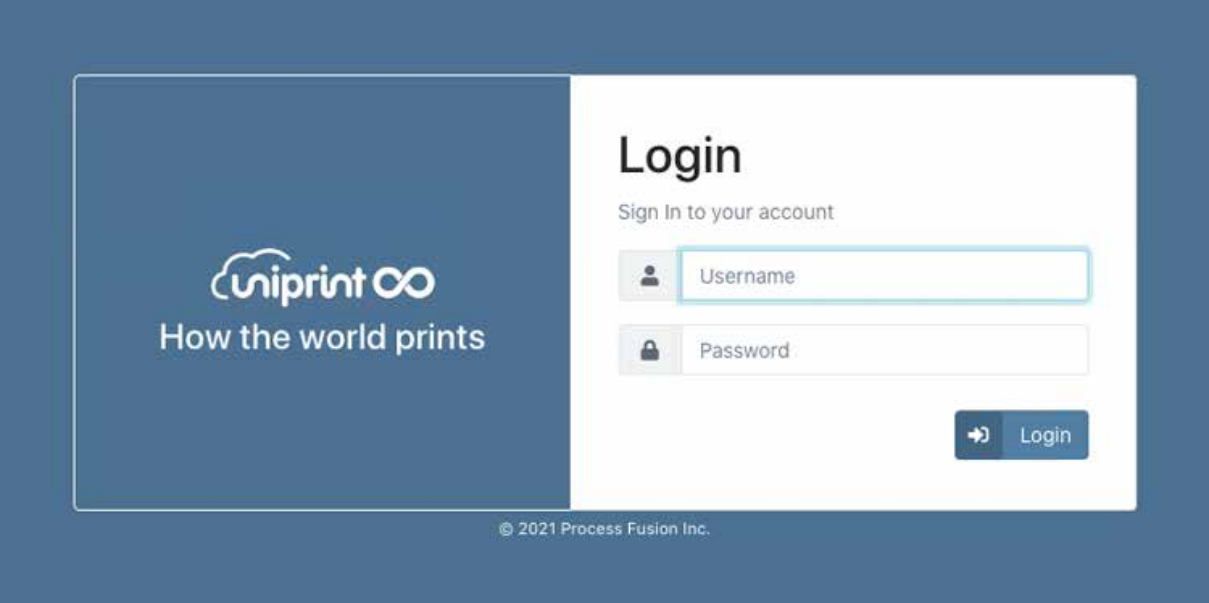 uniprint
How the world prints
Login
Sign In to your account
Username
Password
Login
© 2021 Process Fusion Inc.